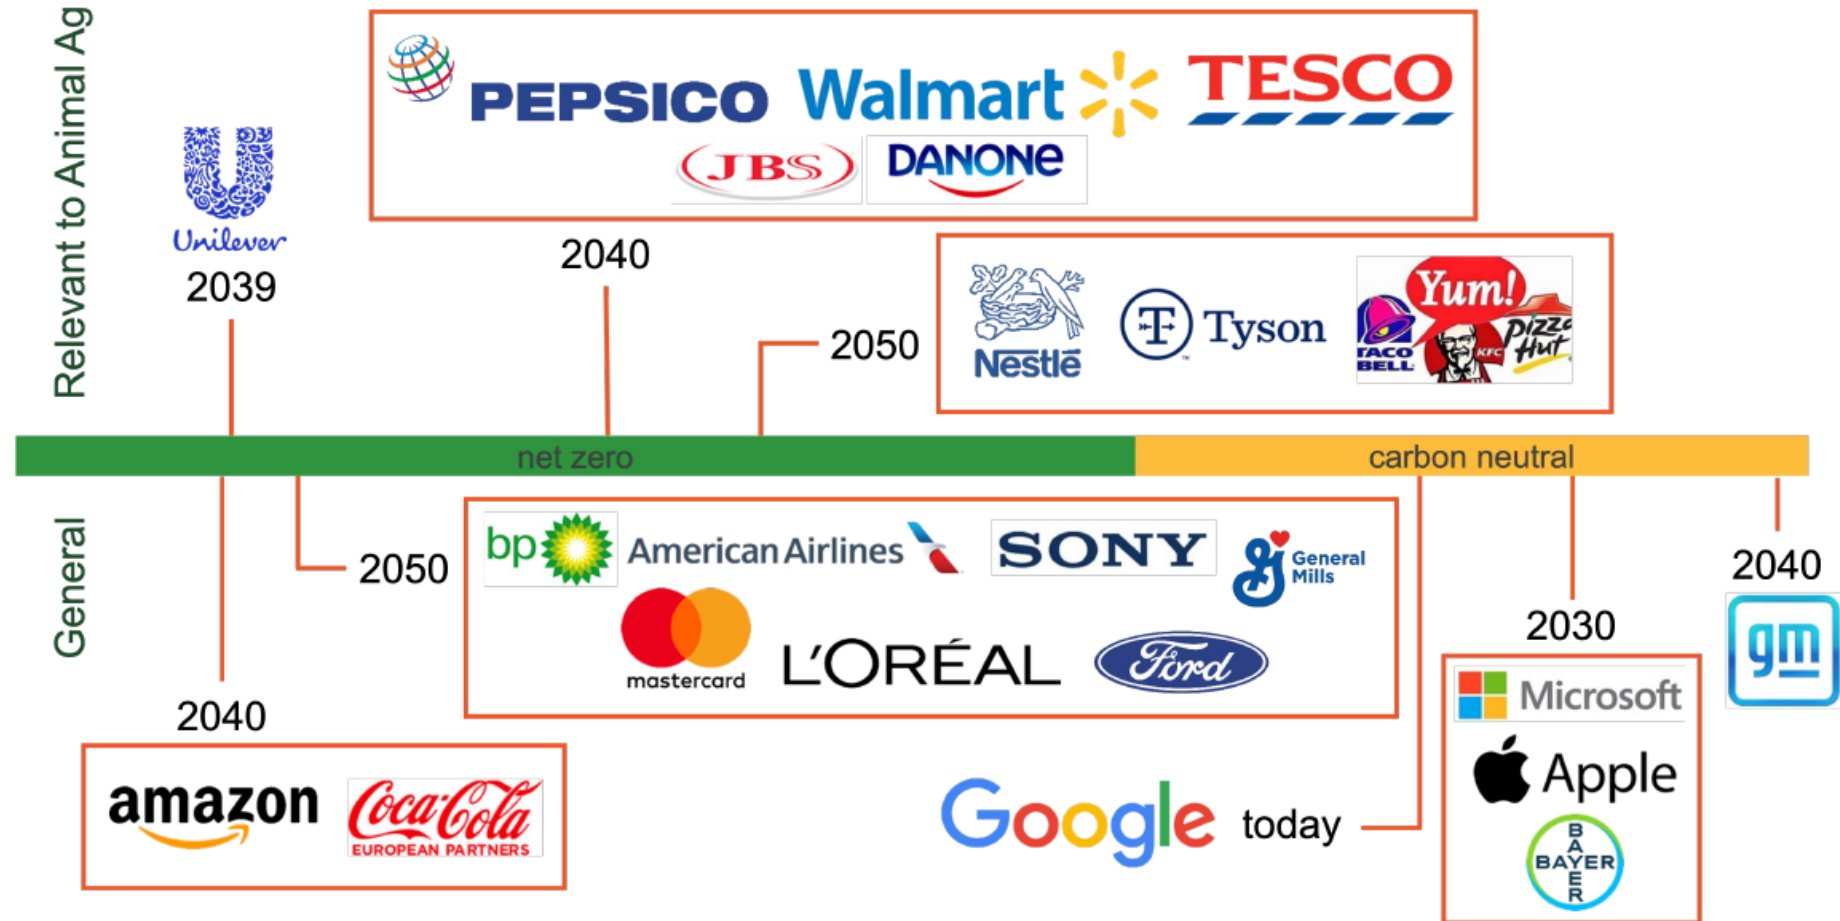 Relevant to Animal Ag
PEPSICO
Walmart
TESCO
JBS
DANONE
Unilever
2039
2040
2050
Nestlē
Tyson
Yum!
TACO
BELL
KFC
Pizza
Hut
net zero
carbon neutral
General
2050
bp
American Airlines
SONY
General
Mills
mastercard
L'ORÉAL
Ford
2040
amazon
Coca-Cola
EUROPEAN PARTNERS
Google
today
2030
Microsoft
Apple
BAYER
BAYER
2040
gm